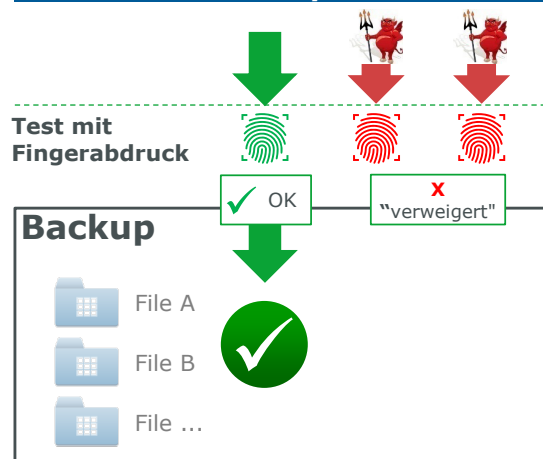 Test mit
Fingerabdruck
OK
X
"verweigert"
Backup
File A
File B
File ...